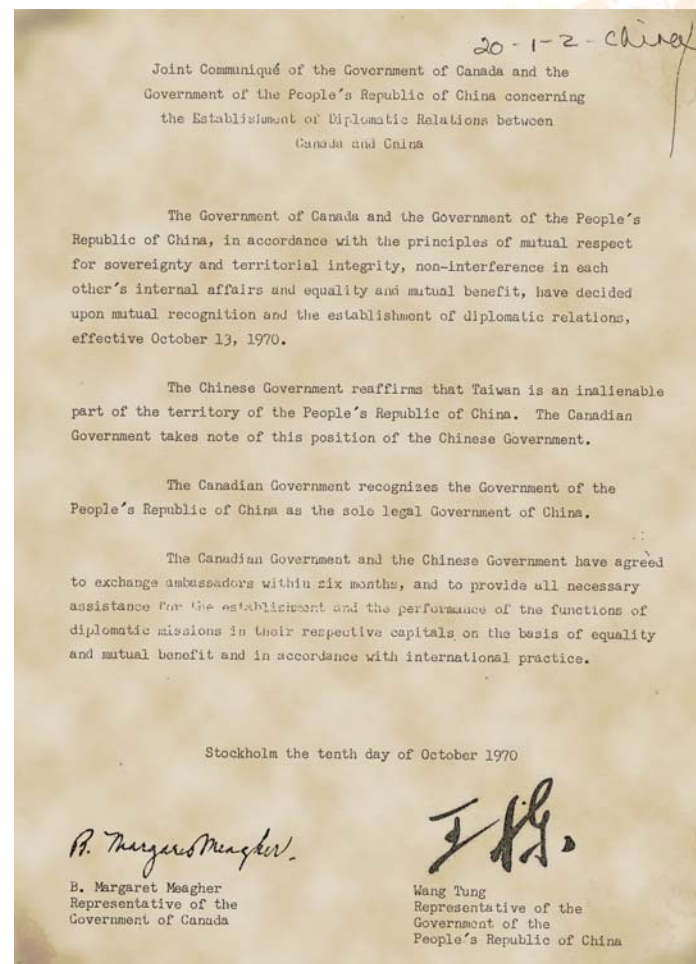 20-1-2-China
Joint Communiqué of the Government of Canada and the
Government of the People's Republic of China concerning
the Establishment of Diplomatic Relations between
Canada and China
The Government of Canada and the Government of the People's
Republic of China, in accordance with the principles of mutual respect
for sovereignty and territorial integrity, non-interference in each
other's internal affairs and equality and mutual benefit, have decided
upon mutual recognition and the establishment of diplomatic relations,
effective October 13, 1970.
The Chinese Government reaffirms that Taiwan is an inalienable
part of the territory of the People's Republic of China. The Canadian
Government takes note of this position of the Chinese Government.
The Canadian Government recognizes the Government of the
People's Republic of China as the sole legal Government of China.
The Canadian Government and the Chinese Government have agreed
to exchange ambassadors within six months, and to provide all necessary
assistance for the establishment and the performance of the functions of
diplomatic missions in their respective capitals on the basis of equality
and mutual benefit and in accordance with international practice.
Stockholm the tenth day of October 1970
B. Margaret Meagher
王栋
B. Margaret Meagher
Representative of the
Government of Canada
Wang Tung
Representative of the
Government of the
People's Republic of China